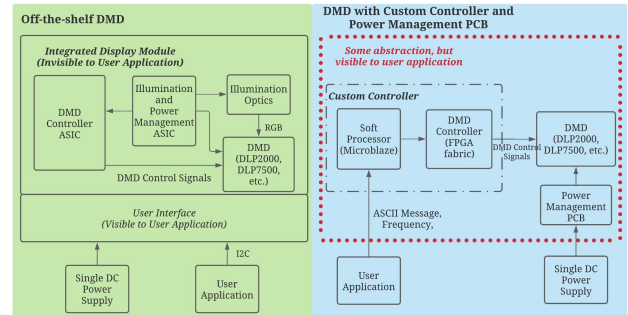 Off-the-shelf DMD
Integrated Display Module
(Invisible to User Application)
DMD
Controller
ASIC
Illumination
and
Power
Management
ASIC
Illumination
Optics
RGB
DMD
(DLP2000,
DLP7500,
etc.)
DMD Control Signals
User Interface
(Visible to User Application)
I2C
Single DC
Power
Supply
User
Application
DMD with Custom Controller and
Power Management PCB
Some abstraction, but
visible to user application
Custom Controller
Soft
Processor
(Microblaze)
DMD
Controller
(FPGA
fabric)
DMD Control
Signals
DMD
(DLP2000,
DLP7500, etc.)
Power
Management
PCB
ASCII Message,
Frequency,
User
Application
Single DC
Power
Supply